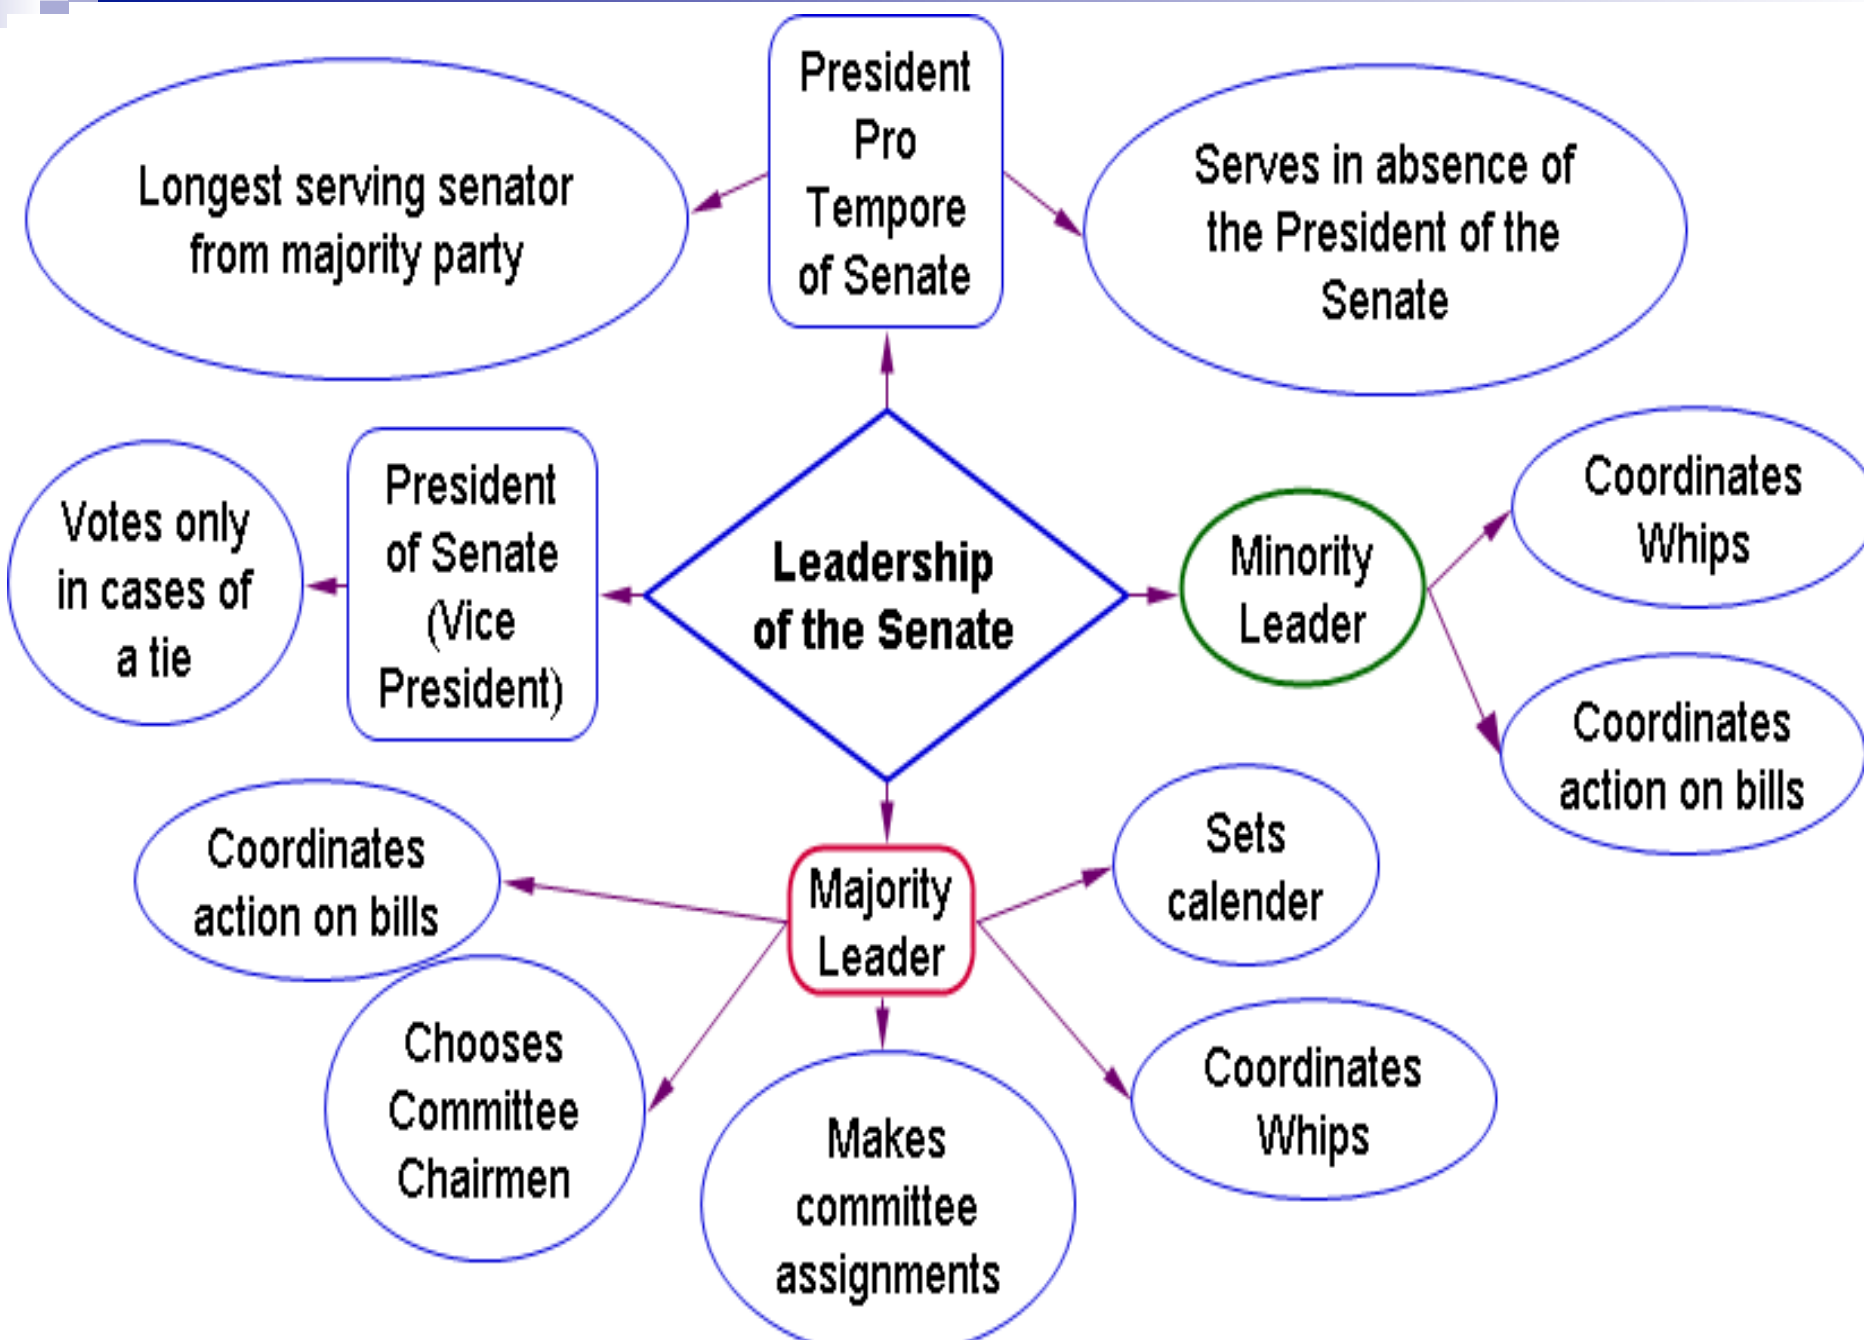 President
Pro
Tempore
of Senate
Longest serving senator
from majority party
Serves in absence of
the President of the
Senate
Votes only
in cases of
a tie
President
of Senate
(Vice
President)
Leadership
of the Senate
Minority
Leader
Coordinates
Whips
Coordinates
action on bills
Majority
Leader
Coordinates
action on bills
Chooses
Committee
Chairmen
Makes
committee
assignments
Sets
calender
Coordinates
Whips